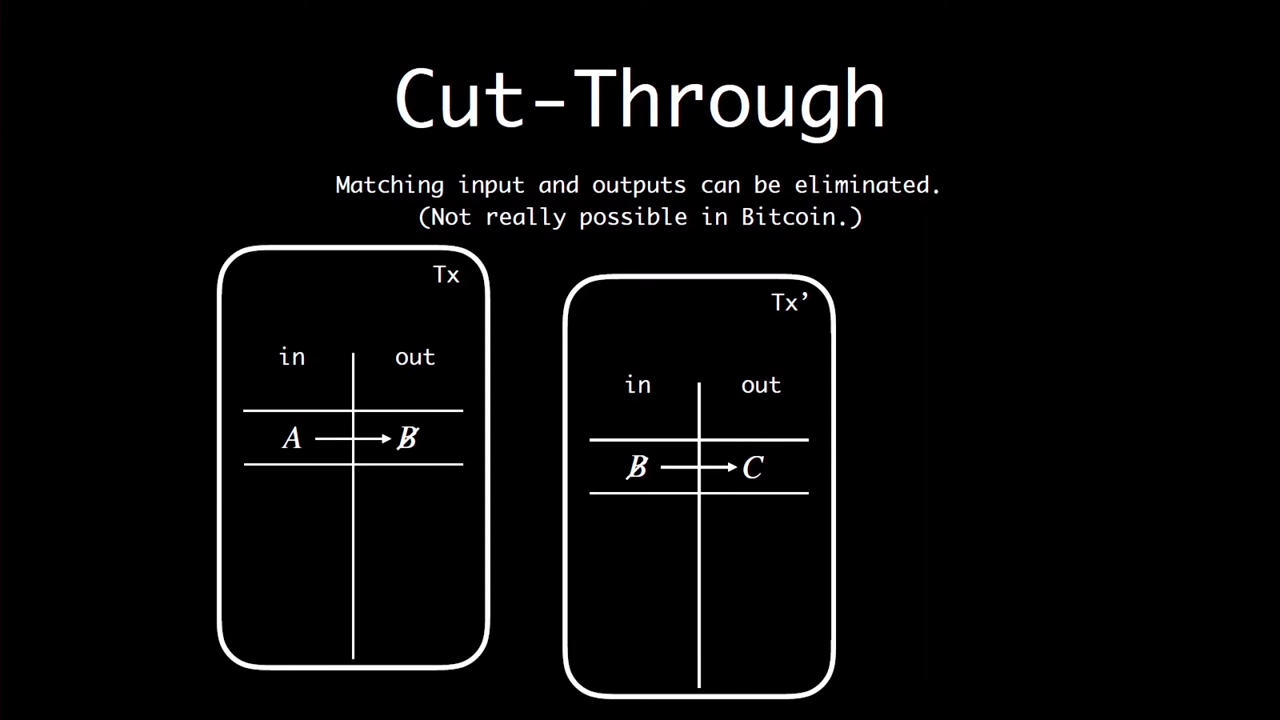 Cut-Through
Matching input and outputs can be eliminated.
(Not really possible in Bitcoin.)
Tx
in out
A B
Tx’
in out
B C